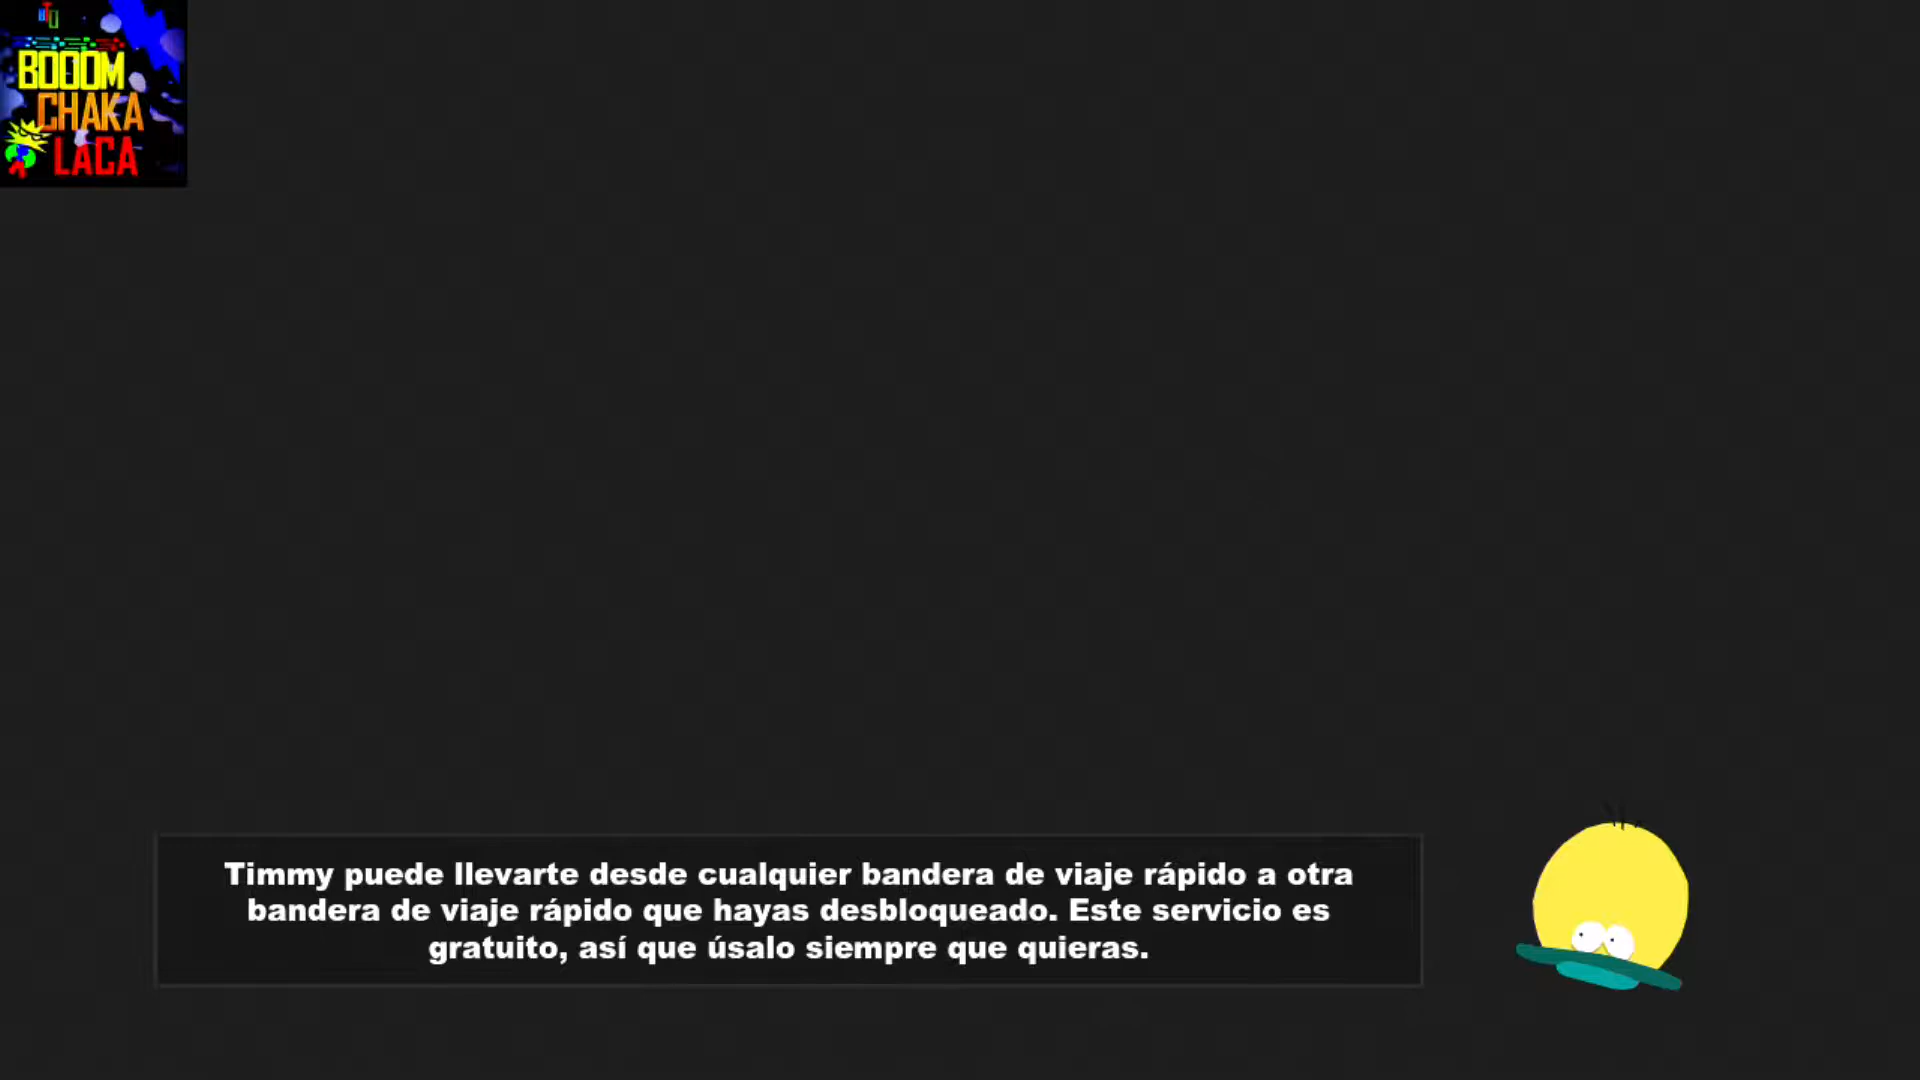 BOOOM
CHAKA
LACA
Timmy puede llevarte desde cualquier bandera de viaje rápido a otra
bandera de viaje rápido que hayas desbloqueado. Este servicio es
gratuito, así que úsalo siempre que quieras.